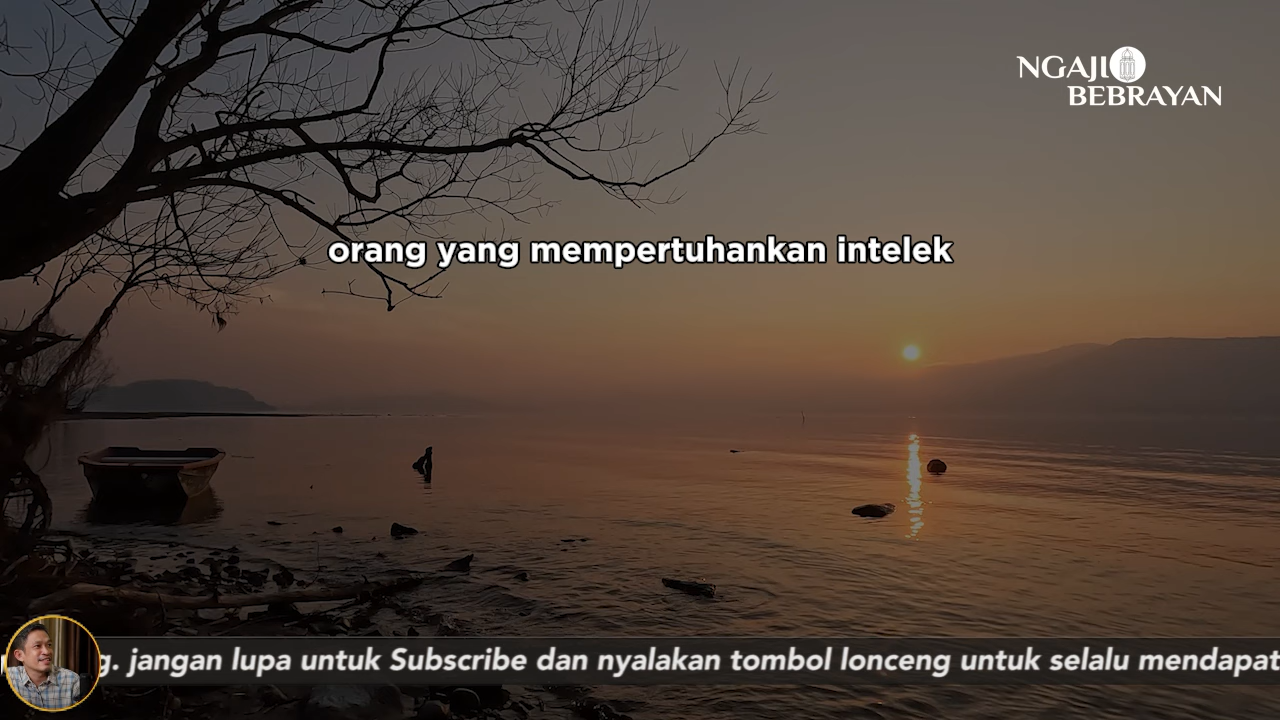 NGAJI
BEBRAYAN
orang yang mempertuhankan intelek
g. jangan lupa untuk Subscribe dan nyalakan tombol lonceng untuk selalu mendapat